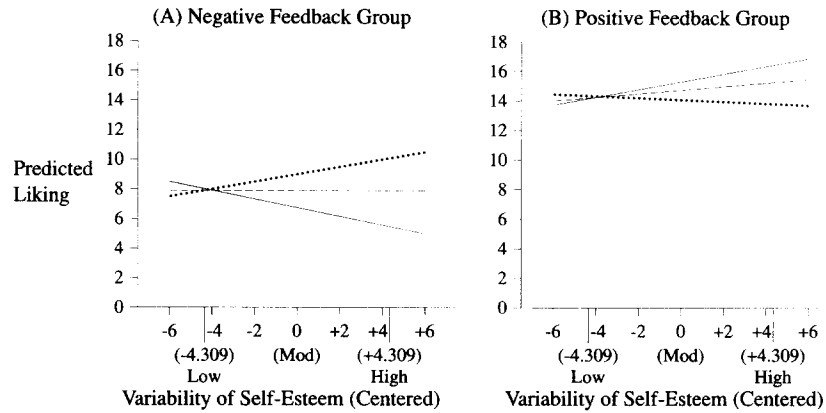 (A) Negative Feedback Group
18
16
14
12
10
8
6
4
2
0
Predicted
Liking
-6 -4 -2 0 +2 +4 +6
(-4.309) (Mod) (+4.309)
Low High
Variability of Self-Esteem (Centered)
(B) Positive Feedback Group
18
16
14
12
10
8
6
4
2
0
-6 -4 -2 0 +2 +4 +6
(-4.309) (Mod) (+4.309)
Low High
Variability of Self-Esteem (Centered)